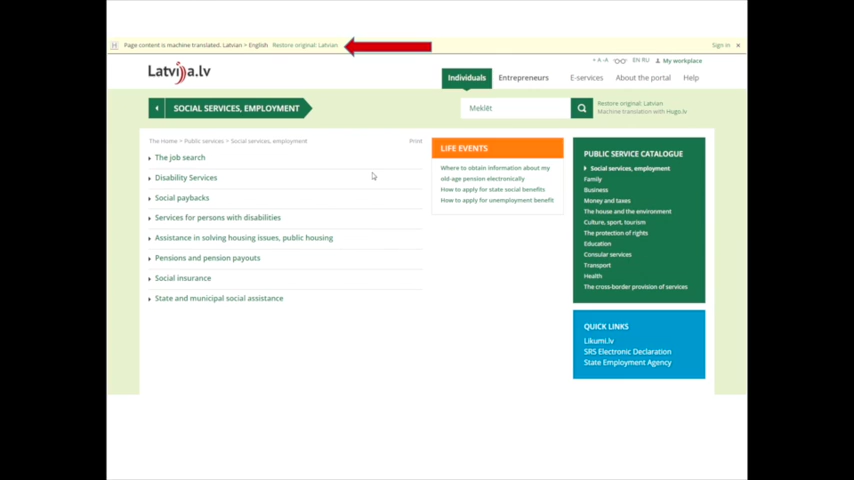 Page content is machine translated. Latvian > English Restore original: Latvian
Sign in ×
Latvija.lv
+ A -A EN RU My workplace
Individuals Entrepreneurs E-services About the portal Help
SOCIAL SERVICES, EMPLOYMENT
Meklēt
Restore original: Latvian
Machine translation with Hugo.lv
The Home > Public services > Social services, employment
Print
The job search
Disability Services
Social paybacks
Services for persons with disabilities
Assistance in solving housing issues, public housing
Pensions and pension payouts
Social insurance
State and municipal social assistance
LIFE EVENTS
Where to obtain information about my
old-age pension electronically
How to apply for state social benefits
How to apply for unemployment benefit
PUBLIC SERVICE CATALOGUE
Social services, employment
Family
Business
Money and taxes
The house and the environment
Culture, sport, tourism
The protection of rights
Education
Consular services
Transport
Health
The cross-border provision of services
QUICK LINKS
Likumi.lv
SRS Electronic Declaration
State Employment Agency